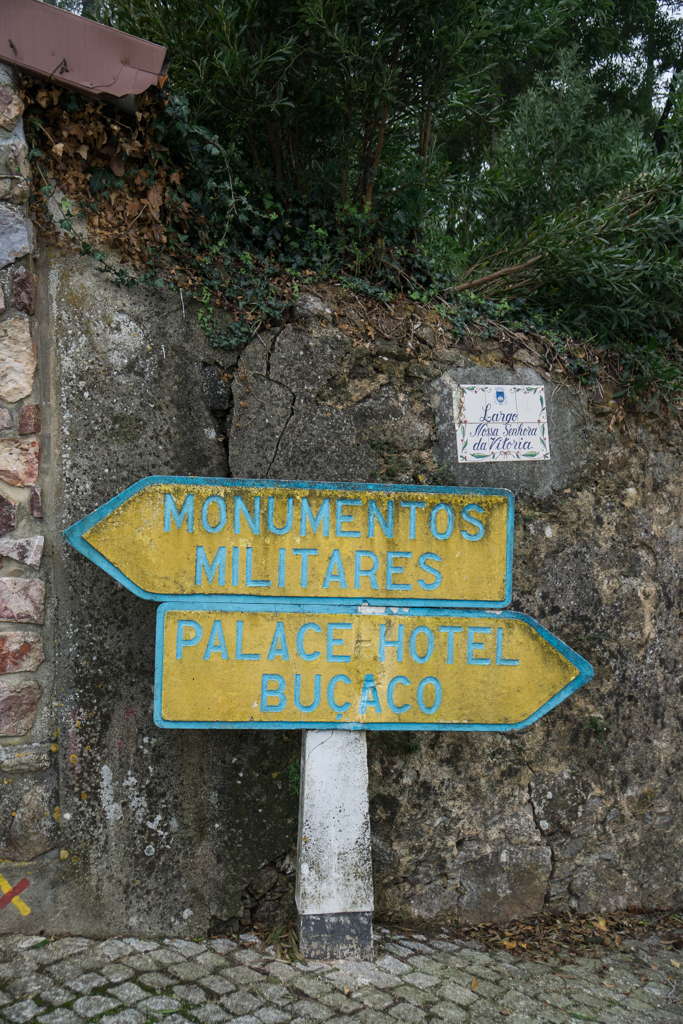 Largo
Nossa Senhora
da Vitoria
MONUMENTOS
MILITARES
PALACE HOTEL
BUÇACO